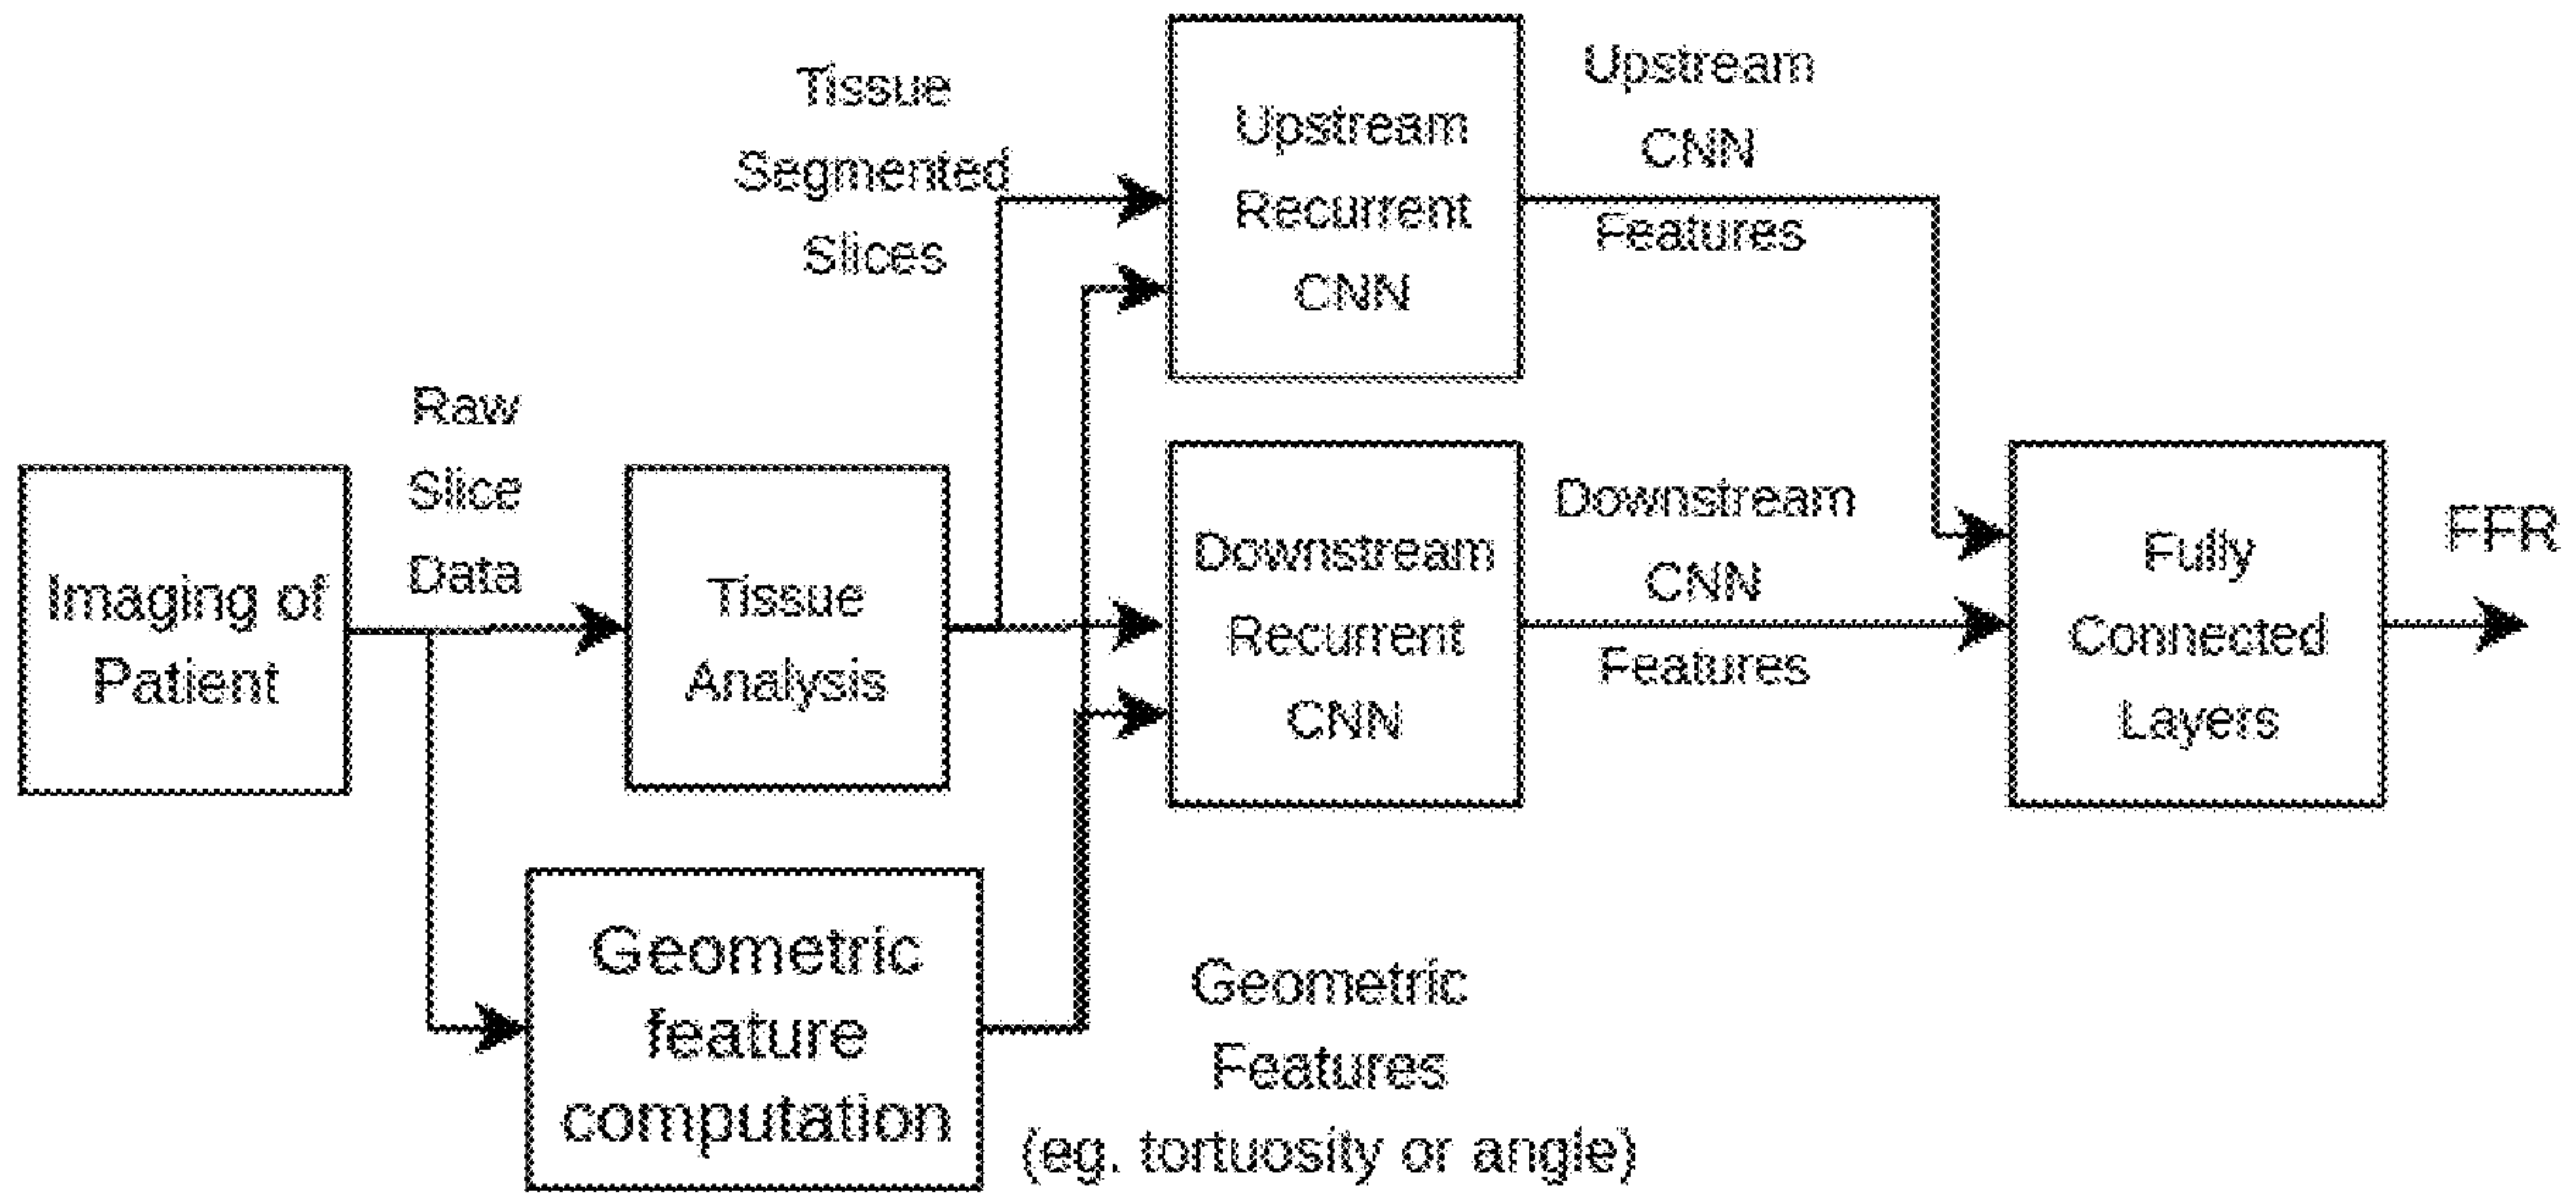 Tissue
Segmented
Slices
Upstream
Recurrent
CNN
Upstream
CNN
Features
Raw
Slice
Data
Imaging of
Patient
Tissue
Analysis
Downstream
Recurrent
CNN
Downstream
CNN
Features
Fully
Connected
Layers
FFR
Geometric
feature
computation
Geometric
Features
(eg. tortuosity or angle)